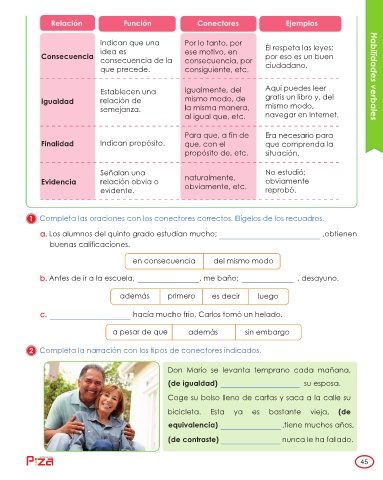 Relación Función Conectores Ejemplos
Consecuencia
Indican que una
idea es
consecuencia de la
que precede.
Por lo tanto, por
ese motivo, en
consecuencia, por
consiguiente, etc.
Él respeta las leyes;
por eso es un buen
ciudadano.
Igualdad
Establecen una
relación de
semejanza.
Igualmente, del
mismo modo, de
la misma manera,
al igual que, etc.
Aquí puedes leer
gratis un libro y, del
mismo modo,
navegar en Internet.
Finalidad
Indican propósito.
Para que, a fin de
que, con el
propósito de, etc.
Era necesario para
que comprenda la
situación.
Evidencia
Señalan una
relación obvia o
evidente.
naturalmente,
obviamente, etc.
No estudió;
obviamente
reprobó.
Habilidades verbales
1 Completa las oraciones con los conectores correctos. Elígelos de los recuadros.
a. Los alumnos del quinto grado estudian mucho; ,obtienen
buenas calificaciones.
en consecuencia del mismo modo
b. Antes de ir a la escuela, , me baño; , desayuno.
además primero es decir luego
c. hacía mucho frío, Carlos tomó un helado.
a pesar de que además sin embargo
2 Completa la narración con los tipos de conectores indicados.
Don Mario se levanta temprano cada mañana,
(de igualdad) su esposa.
Coge su bolso lleno de cartas y saca a la calle su
bicicleta. Esta ya es bastante vieja, (de
equivalencia) ,tiene muchos años,
(de contraste) nunca le ha fallado.
Piza
45